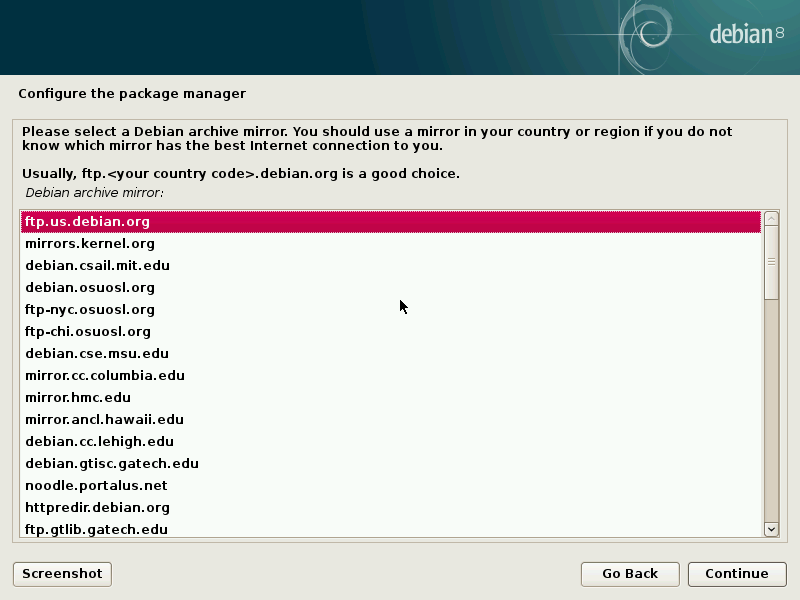 debian 8
Configure the package manager
Please select a Debian archive mirror. You should use a mirror in your country or region if you do not
know which mirror has the best Internet connection to you.
Usually, ftp.<your country code>.debian.org is a good choice.
Debian archive mirror:
ftp.us.debian.org
mirrors.kernel.org
debian.csail.mit.edu
debian.osuosl.org
ftp-nyc.osuosl.org
ftp-chi.osuosl.org
debian.cse.msu.edu
mirror.cc.columbia.edu
mirror.hmc.edu
mirror.ancl.hawaii.edu
debian.cc.lehigh.edu
debian.gtisc.gatech.edu
noodle.portalus.net
httpredir.debian.org
ftp.gtlib.gatech.edu
Screenshot
Go Back
Continue